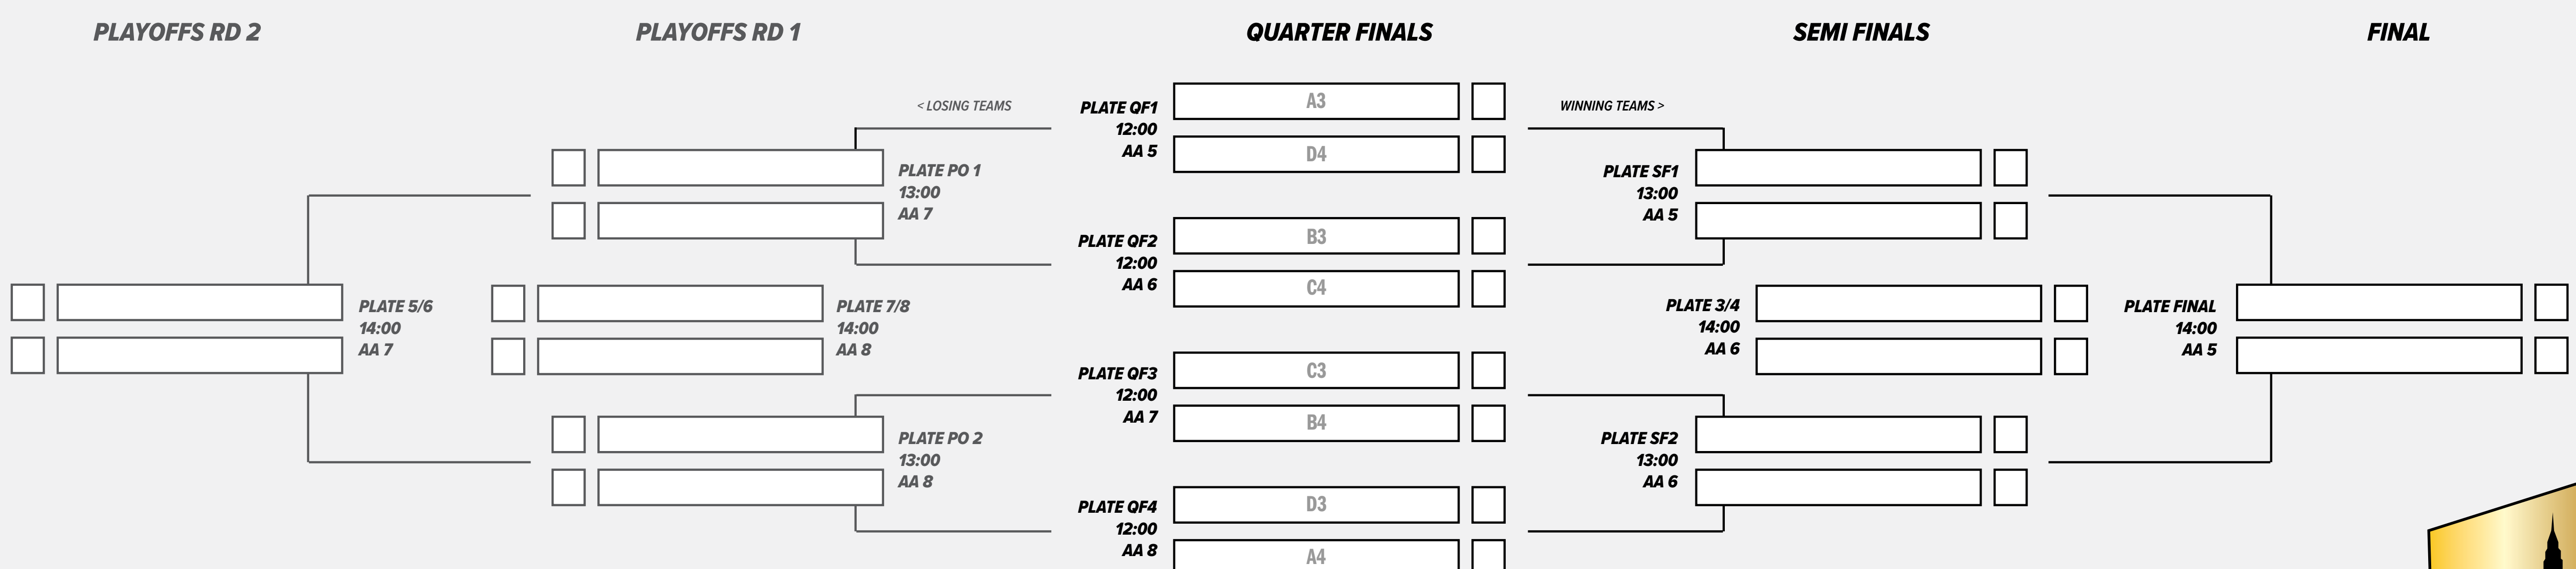 PLAYOFFS RD 2
PLAYOFFS RD 1
QUARTER FINALS
SEMI FINALS
FINAL
< LOSING TEAMS
WINNING TEAMS >
PLATE QF1
12:00
AA 5
A3
D4
PLATE PO 1
13:00
AA 7
PLATE SF1
13:00
AA 5
PLATE QF2
12:00
AA 6
B3
C4
PLATE 5/6
14:00
AA 7
PLATE 7/8
14:00
AA 8
PLATE 3/4
14:00
AA 6
PLATE FINAL
14:00
AA 5
PLATE QF3
12:00
AA 7
C3
B4
PLATE PO 2
13:00
AA 8
PLATE SF2
13:00
AA 6
PLATE QF4
12:00
AA 8
D3
A4